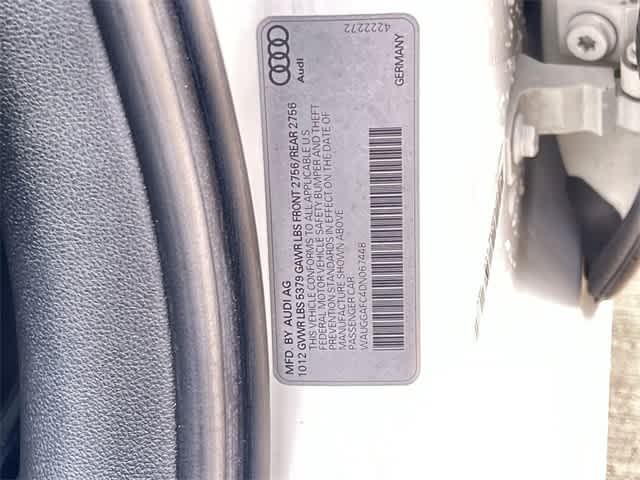 MFD. BY AUDI AG
1012 GVWR LBS 5379 GAWR LBS FRONT 2756/REAR 2756
THIS VEHICLE CONFORMS TO ALL APPLICABLE U.S.
FEDERAL MOTOR VEHICLE SAFETY BUMPER AND THEFT
PREVENTION STANDARDS IN EFFECT ON THE DATE OF
MANUFACTURE SHOWN ABOVE
PASSENGER CAR
WAUGGAFC4DN067448
Audi
GERMANY
4222272